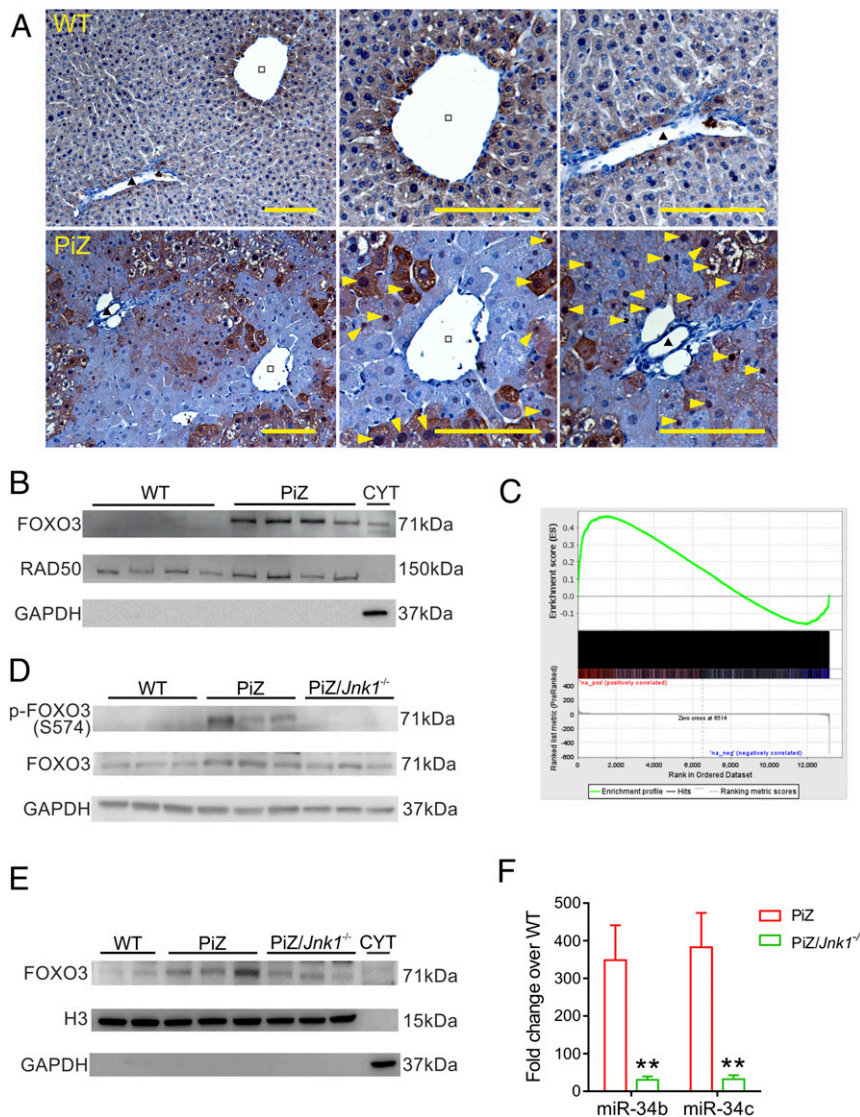 A
WT
PiZ
B
WT PiZ CYT
FOXO3 71kDa
RAD50 150kDa
GAPDH 37kDa
C
Enrichment score (ES)
0.4
0.3
0.2
0.1
0.0
-0.1
'na_pos' (positively correlated)
Ranked list metric (PreRanked)
400
200
0
-200
-400
-600
Zero cross at 6514
'na_neg' (negatively correlated)
0 2,000 4,000 6,000 8,000 10,000 12,000
Rank in Ordered Dataset
Enrichment profile Hits Ranking metric scores
D
WT PiZ PiZ/Jnk1-/-
p-FOXO3
(S574)
71kDa
FOXO3 71kDa
GAPDH 37kDa
E
WT PiZ PiZ/Jnk1-/- CYT
FOXO3 71kDa
H3 15kDa
GAPDH 37kDa
F
Fold change over WT
500
400
300
200
100
0
PiZ
PiZ/Jnk1-/-
** **
miR-34b miR-34c